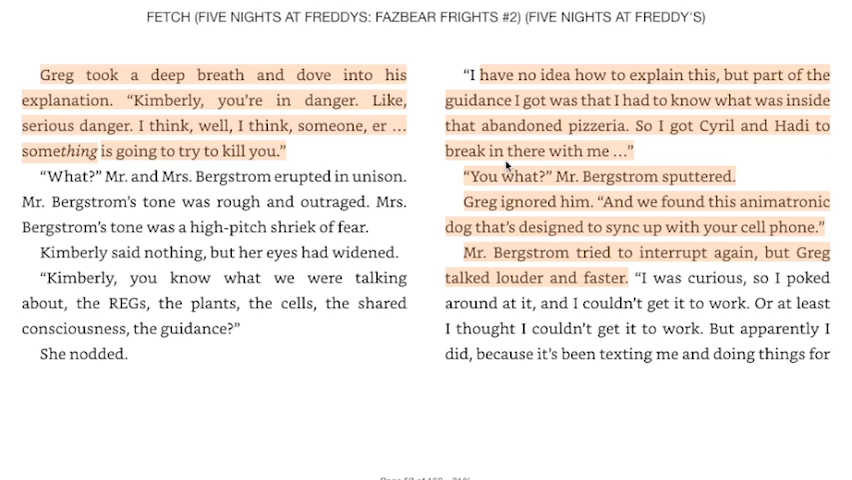 FETCH (FIVE NIGHTS AT FREDDYS: FAZBEAR FRIGHTS #2) (FIVE NIGHTS AT FREDDY'S)
Greg took a deep breath and dove into his
explanation. “Kimberly, you’re in danger. Like,
serious danger. I think, well, I think, someone, er …
something is going to try to kill you.”
“What?” Mr. and Mrs. Bergstrom erupted in unison.
Mr. Bergstrom’s tone was rough and outraged. Mrs.
Bergstrom’s tone was a high-pitch shriek of fear.
Kimberly said nothing, but her eyes had widened.
“Kimberly, you know what we were talking
about, the REGs, the plants, the cells, the shared
consciousness, the guidance?”
She nodded.
“I have no idea how to explain this, but part of the
guidance I got was that I had to know what was inside
that abandoned pizzeria. So I got Cyril and Hadi to
break in there with me …”
“You what?” Mr. Bergstrom sputtered.
Greg ignored him. “And we found this animatronic
dog that’s designed to sync up with your cell phone.”
Mr. Bergstrom tried to interrupt again, but Greg
talked louder and faster. “I was curious, so I poked
around at it, and I couldn’t get it to work. Or at least
I thought I couldn’t get it to work. But apparently I
did, because it’s been texting me and doing things for